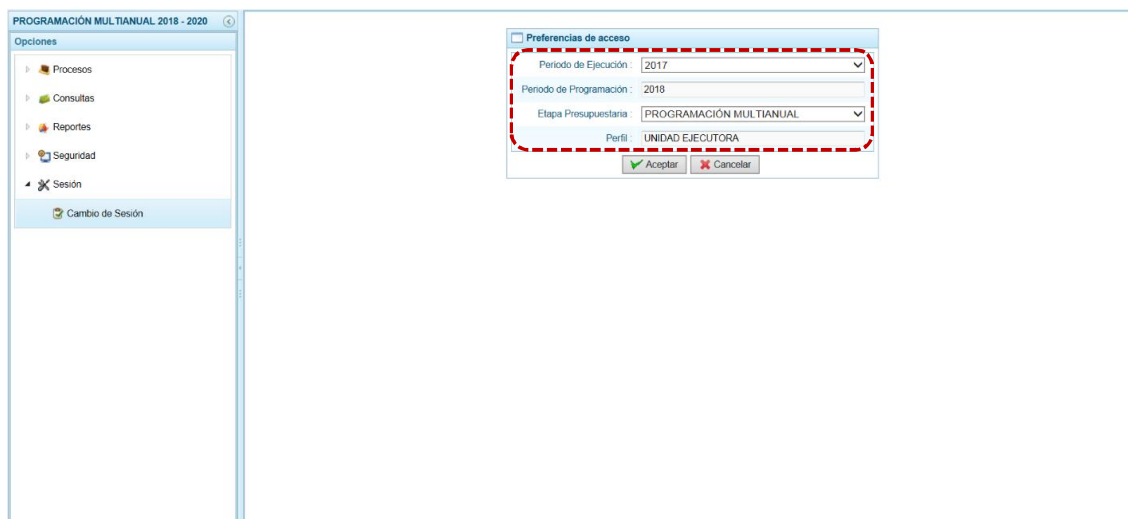 PROGRAMACIÓN MULTIANUAL 2018 - 2020
Opciones
Procesos
Consultas
Reportes
Seguridad
Sesión
Cambio de Sesión
Preferencias de acceso
Periodo de Ejecución : 2017
Periodo de Programación : 2018
Etapa Presupuestaria : PROGRAMACIÓN MULTIANUAL
Perfil : UNIDAD EJECUTORA
Aceptar Cancelar